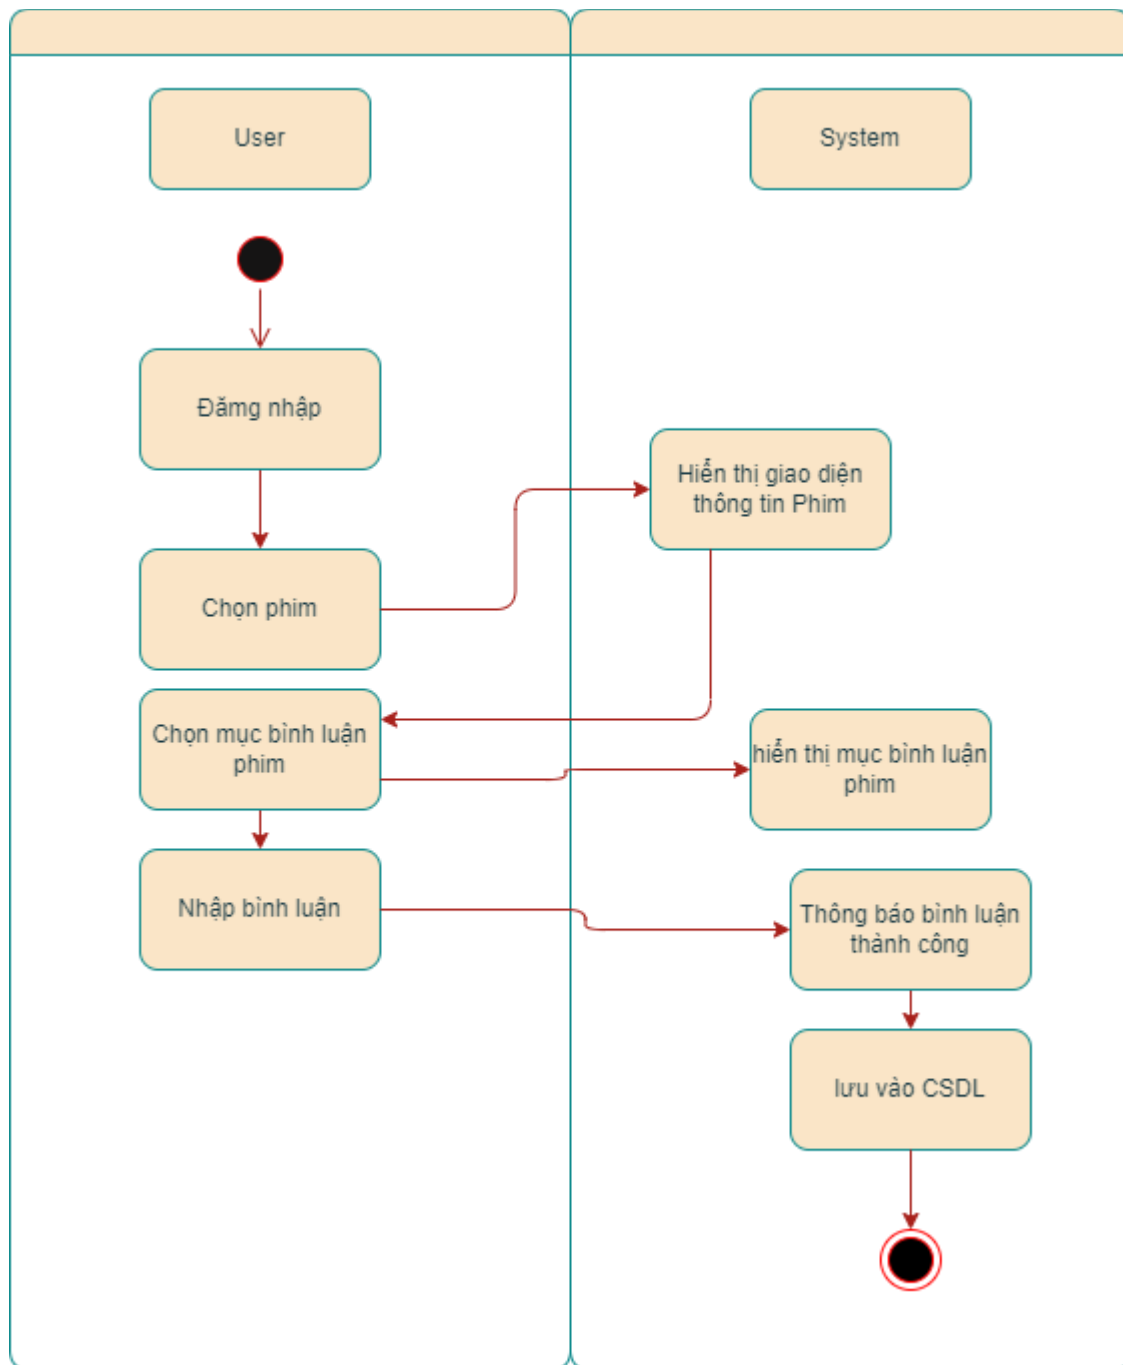 User
System
Đămg nhập
Hiển thị giao diện
thông tin Phim
Chọn phim
Chọn mục bình luận
phim
hiển thị mục bình luận
phim
Nhập bình luận
Thông báo bình luận
thành công
lưu vào CSDL